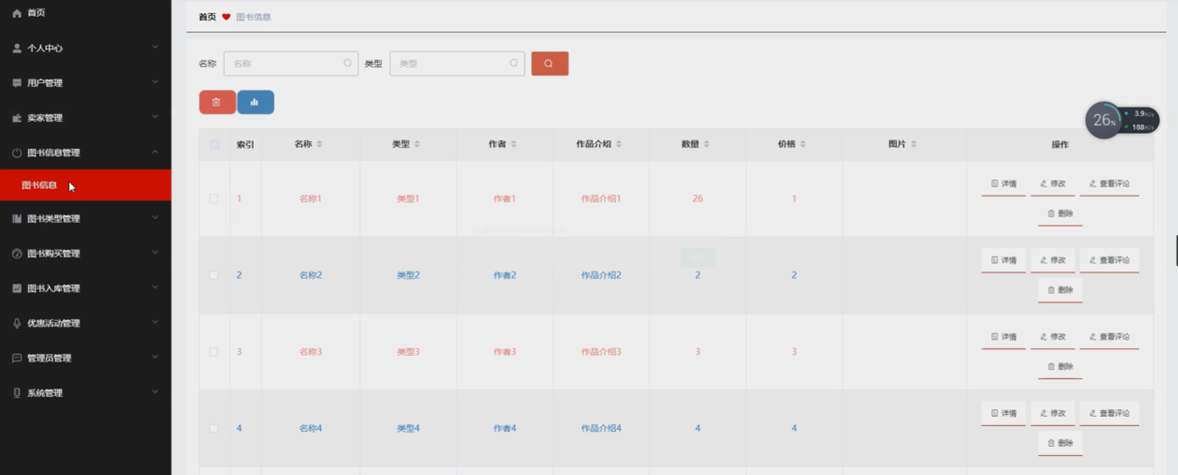 首页
个人中心
用户管理
卖家管理
图书信息管理
图书信息
图书类型管理
图书购买管理
图书入库管理
优惠活动管理
管理员管理
系统管理
首页 图书信息
名称 名称 类型 类型
索引 名称 类型 作者 作品介绍 数量 价格 图片 操作
1 名称1 类型1 作者1 作品介绍1 26 1 详情 修改 查看评论
删除
2 名称2 类型2 作者2 作品介绍2 2 2 详情 修改 查看评论
删除
3 名称3 类型3 作者3 作品介绍3 3 3 详情 修改 查看评论
删除
4 名称4 类型4 作者4 作品介绍4 4 4 详情 修改 查看评论
删除
26%
3.9K/s
188K/s